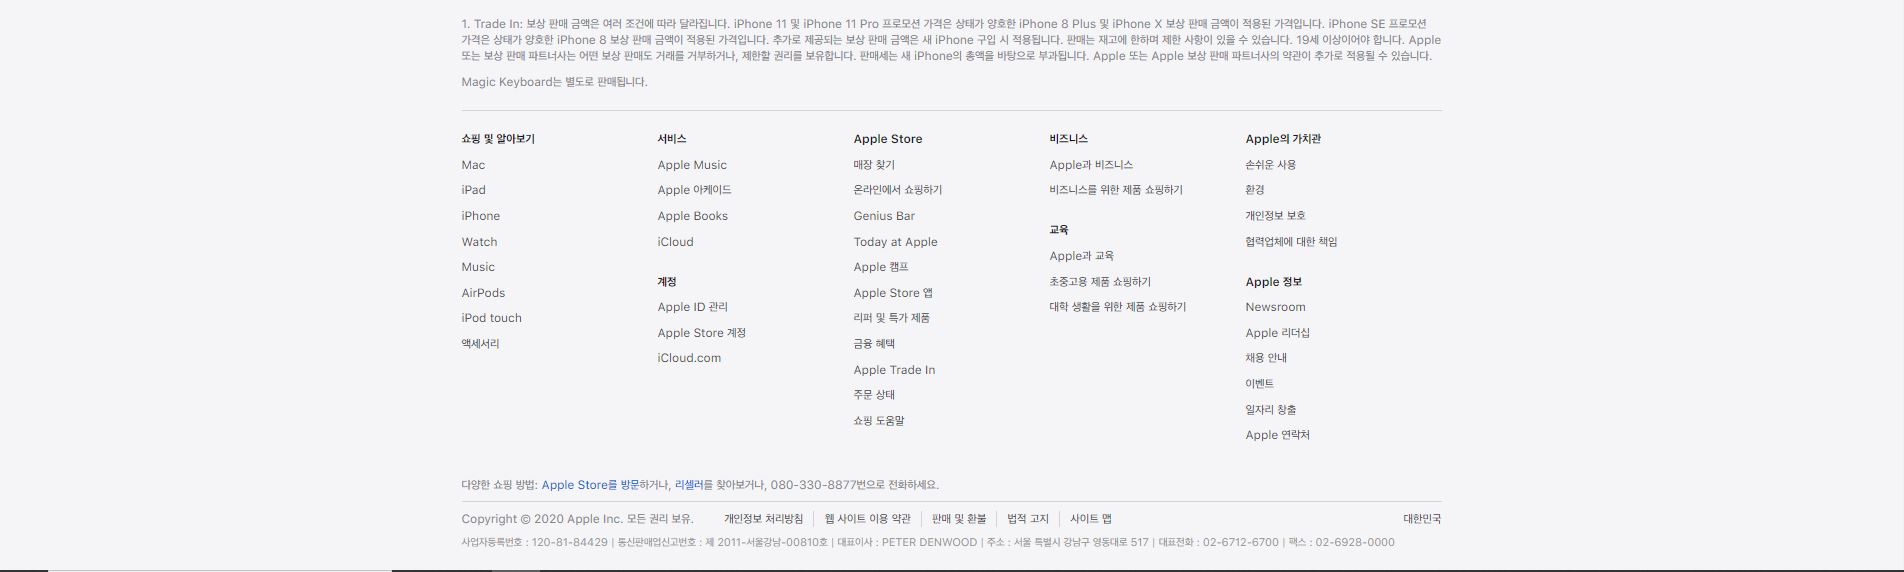 1. Trade In: 보상 판매 금액은 여러 조건에 따라 달라집니다. iPhone 11 및 iPhone 11 Pro 프로모션 가격은 상태가 양호한 iPhone 8 Plus 및 iPhone X 보상 판매 금액이 적용된 가격입니다. iPhone SE 프로모션
가격은 상태가 양호한 iPhone 8 보상 판매 금액이 적용된 가격입니다. 추가로 제공되는 보상 판매 금액은 새 iPhone 구입 시 적용됩니다. 판매는 재고에 한하며 제한 사항이 있을 수 있습니다. 19세 이상이어야 합니다. Apple
또는 보상 판매 파트너사는 어떤 보상 판매도 거래를 거부하거나, 제한할 권리를 보유합니다. 판매세는 새 iPhone의 총액을 바탕으로 부과됩니다. Apple 또는 Apple 보상 판매 파트너사의 약관이 추가로 적용될 수 있습니다.
Magic Keyboard는 별도로 판매됩니다.
쇼핑 및 알아보기
Mac
iPad
iPhone
Watch
Music
AirPods
iPod touch
액세서리
서비스
Apple Music
Apple 아케이드
Apple Books
iCloud
계정
Apple ID 관리
Apple Store 계정
iCloud.com
Apple Store
매장 찾기
온라인에서 쇼핑하기
Genius Bar
Today at Apple
Apple 캠프
Apple Store 앱
리퍼 및 특가 제품
금융 혜택
Apple Trade In
주문 상태
쇼핑 도움말
비즈니스
Apple과 비즈니스
비즈니스를 위한 제품 쇼핑하기
교육
Apple과 교육
초중고용 제품 쇼핑하기
대학 생활을 위한 제품 쇼핑하기
Apple의 가치관
손쉬운 사용
환경
개인정보 보호
협력업체에 대한 책임
Apple 정보
Newsroom
Apple 리더십
채용 안내
이벤트
일자리 창출
Apple 연락처
다양한 쇼핑 방법: Apple Store를 방문하거나, 리셀러를 찾아보거나, 080-330-8877번으로 전화하세요.
Copyright © 2020 Apple Inc. 모든 권리 보유. 개인정보 처리방침 | 웹 사이트 이용 약관 | 판매 및 환불 | 법적 고지 | 사이트 맵 대한민국
사업자등록번호 : 120-81-84429 | 통신판매업신고번호 : 제 2011-서울강남-00810호 | 대표이사 : PETER DENWOOD | 주소 : 서울 특별시 강남구 영동대로 517 | 대표전화 : 02-6712-6700 | 팩스 : 02-6928-0000